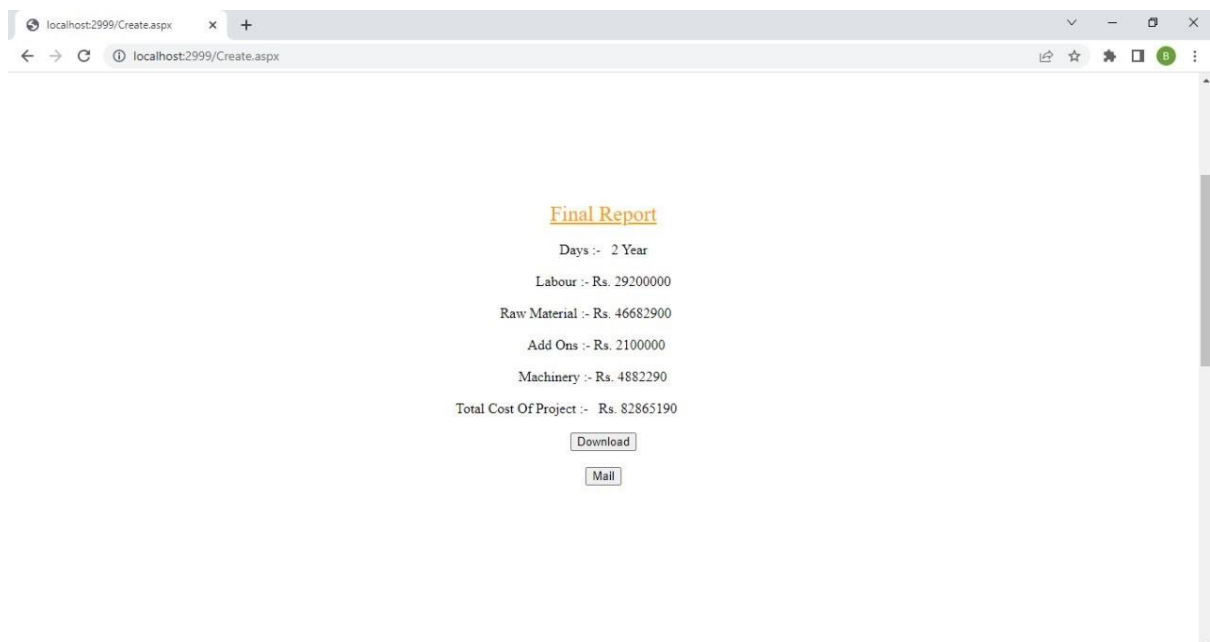 localhost:2999/Create.aspx
localhost:2999/Create.aspx
B
Final Report
Days :- 2 Year
Labour :- Rs. 29200000
Raw Material :- Rs. 46682900
Add Ons :- Rs. 2100000
Machinery :- Rs. 4882290
Total Cost Of Project :- Rs. 82865190
Download
Mail